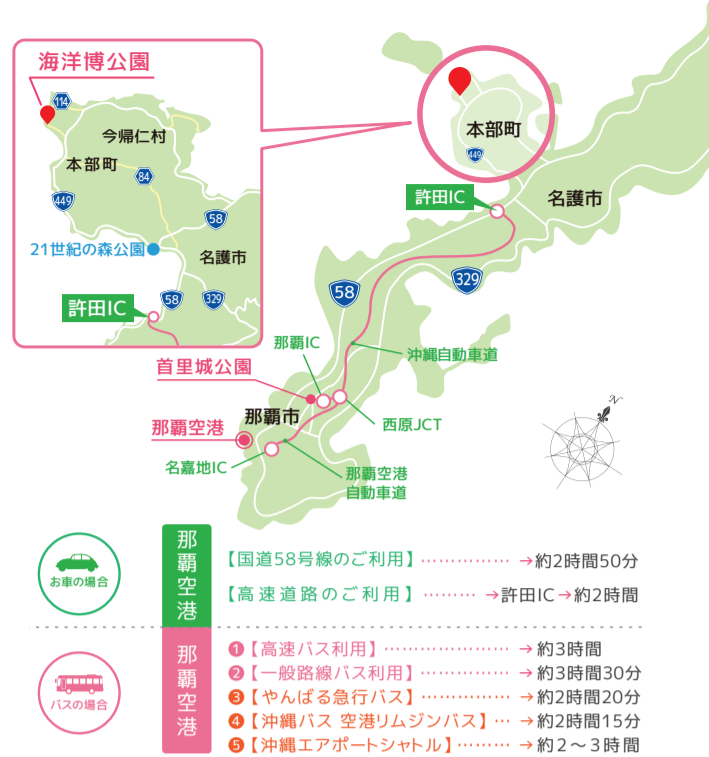 海洋博公園
114
今帰仁村
本部町
84
449
58
21世紀の森公園
名護市
58
329
許田IC
本部町
449
許田IC
名護市
329
58
那覇IC
沖縄自動車道
首里城公園
那覇市
西原JCT
那覇空港
名嘉地IC
那覇空港
自動車道
N
お車の場合
那覇空港
【国道58号線のご利用】 …………… →約2時間50分
【高速道路のご利用】 ……… →許田IC→約2時間
バスの場合
那覇空港
❶【高速バス利用】 ………………… →約3時間
❷【一般路線バス利用】 …………… →約3時間30分
❸【やんばる急行バス】 …………… →約2時間20分
❹【沖縄バス 空港リムジンバス】 … →約2時間15分
❺【沖縄エアポートシャトル】 ……… →約2〜3時間